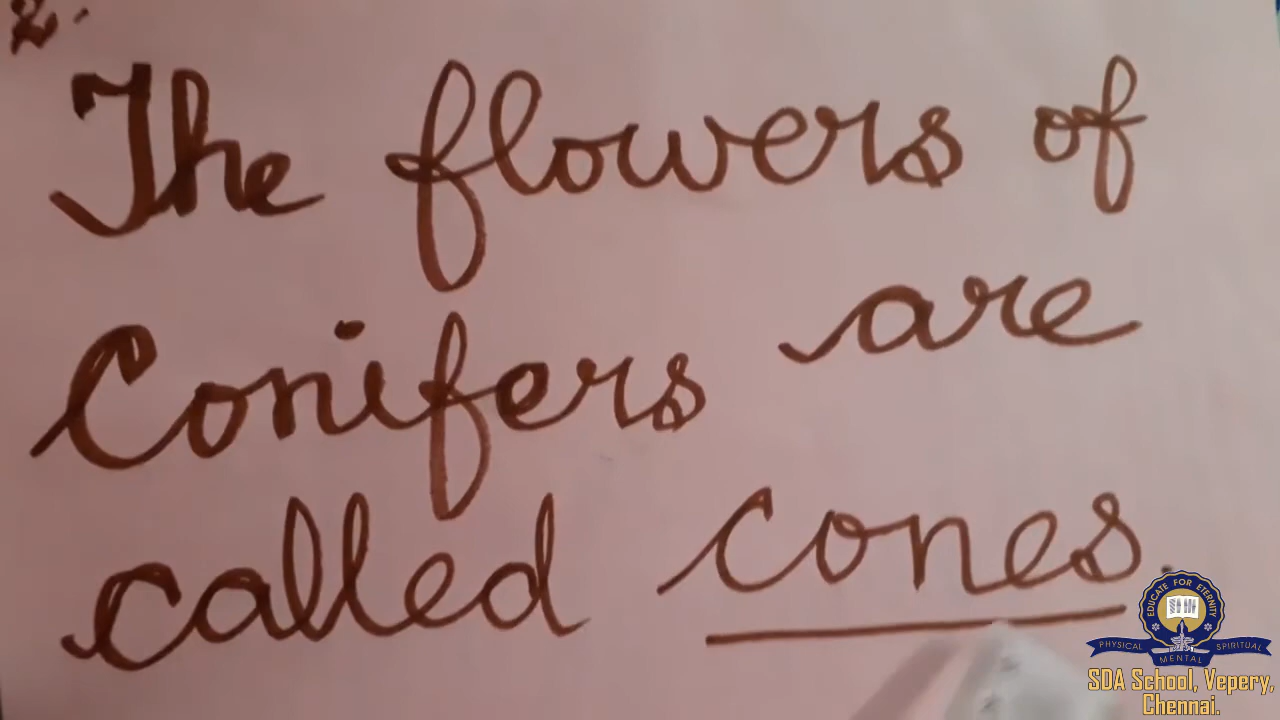 2.
The flowers of
Conifers are
called cones.
EDUCATE FOR ETERNITY
PHYSICAL MENTAL SPIRITUAL
SDA School, Vepery,
Chennai.